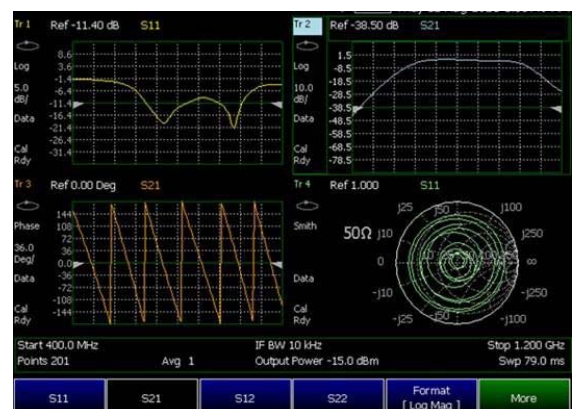 Tr 1 Ref -11.40 dB S11
Log
5.0
dB/
Data
Cal
Rdy
8.6
3.6
-1.4
-6.4
-11.4
-16.4
-21.4
-26.4
-31.4
Tr 2 Ref -38.50 dB S21
Log
10.0
dB/
Data
Cal
Rdy
1.5
-8.5
-18.5
-28.5
-38.5
-48.5
-58.5
-68.5
-78.5
Tr 3 Ref 0.00 Deg S21
Phase
36.0
Deg/
Data
Cal
Rdy
144
108
72
36
0.0
-36
-72
-108
-144
Tr 4 Ref 1.000 S11
Smith
Data
Cal
Rdy
50Ω
j25 j50 j100
j10 j250
0 ∞
-j10 -j250
-j25 -j50 -j100
Start 400.0 MHz IF BW 10 kHz Stop 1.200 GHz
Points 201 Avg 1 Output Power -15.0 dBm Swp 79.0 ms
S11 S21 S12 S22 Format More
[ Log Mag ]